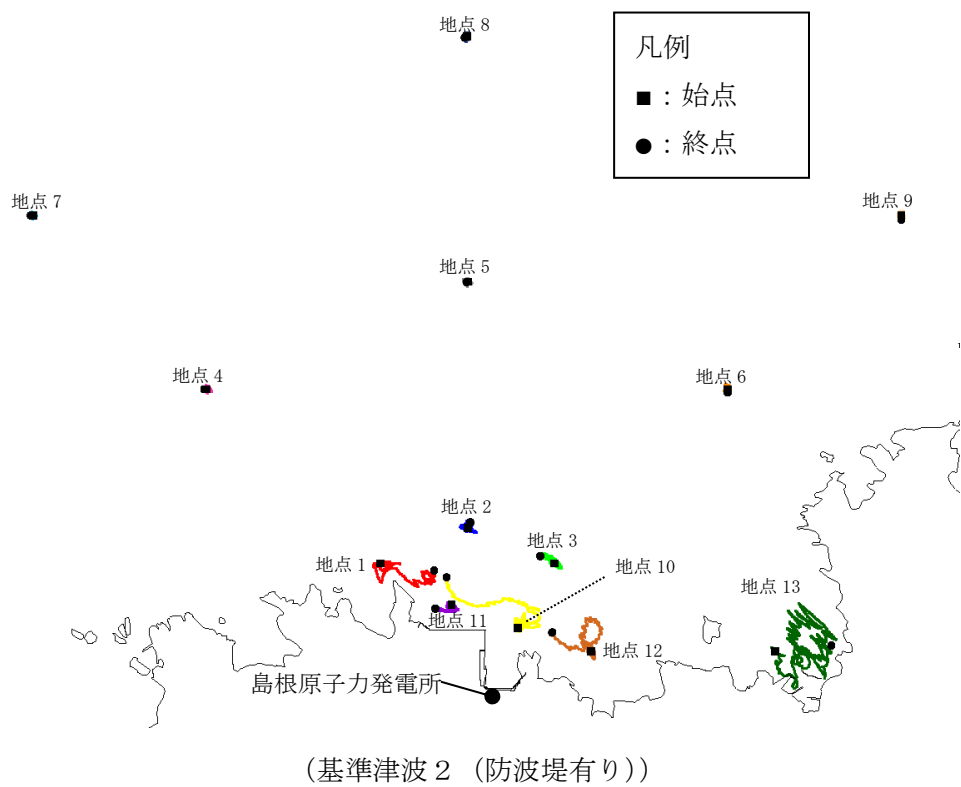 地点 8
凡例
■：始点
●：終点
地点 7
地点 9
地点 5
地点 4
地点 6
地点 2
地点 3
地点 1
地点 10
地点 13
地点 11
地点 12
島根原子力発電所
（基準津波２（防波堤有り））